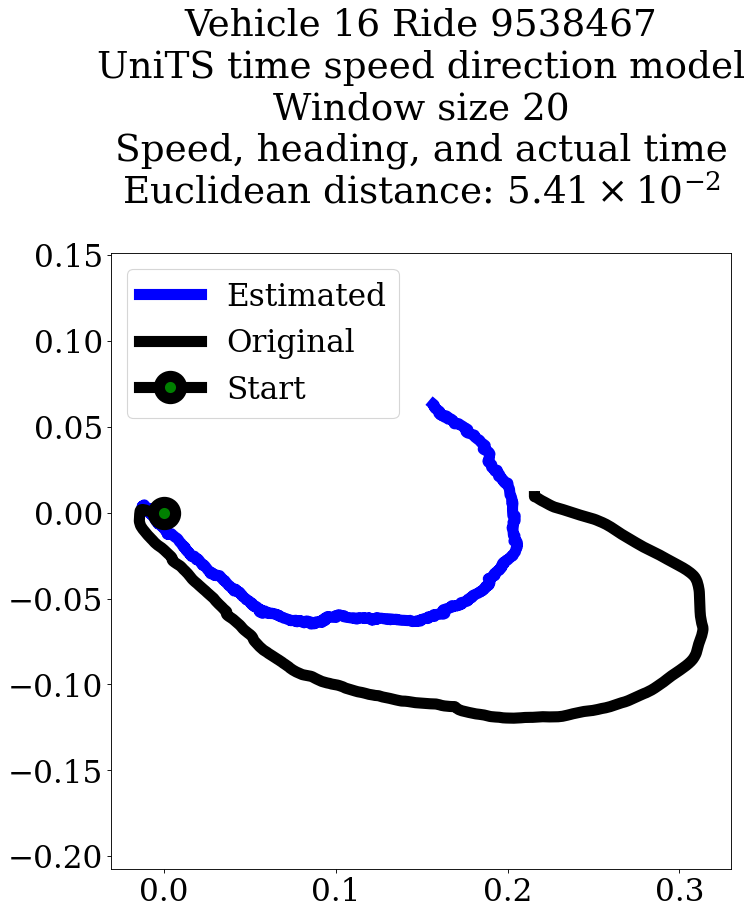 Vehicle 16 Ride 9538467
UniTS time speed direction model
Window size 20
Speed, heading, and actual time
Euclidean distance: 5.41 × 10⁻²
0.15
Estimated
0.10
Original
Start
0.05
0.00
−0.05
−0.10
−0.15
−0.20
0.0 0.1 0.2 0.3